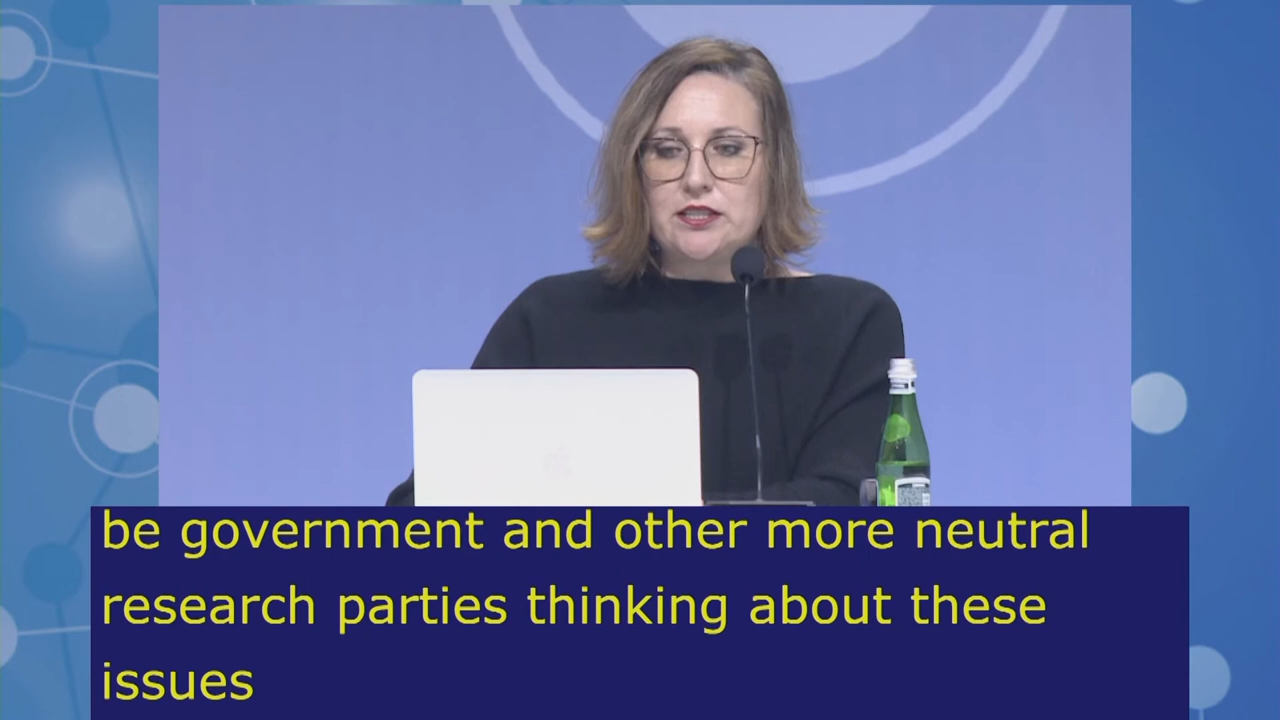 be government and other more neutral
research parties thinking about these
issues